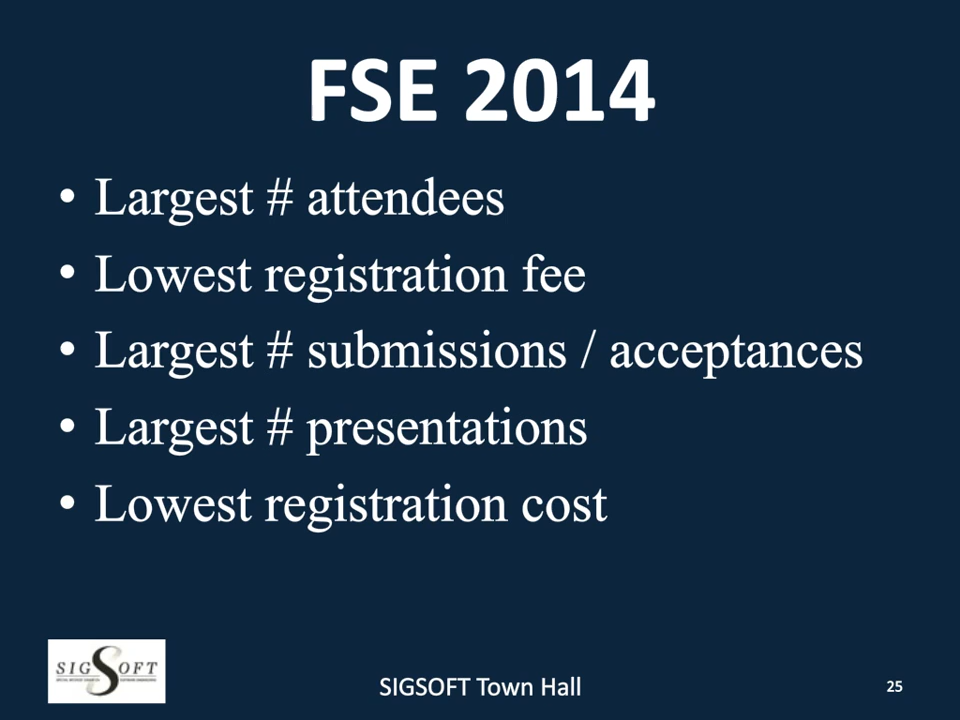 FSE 2014
• Largest # attendees
• Lowest registration fee
• Largest # submissions / acceptances
• Largest # presentations
• Lowest registration cost
SIGSOFT
SIGSOFT Town Hall
25